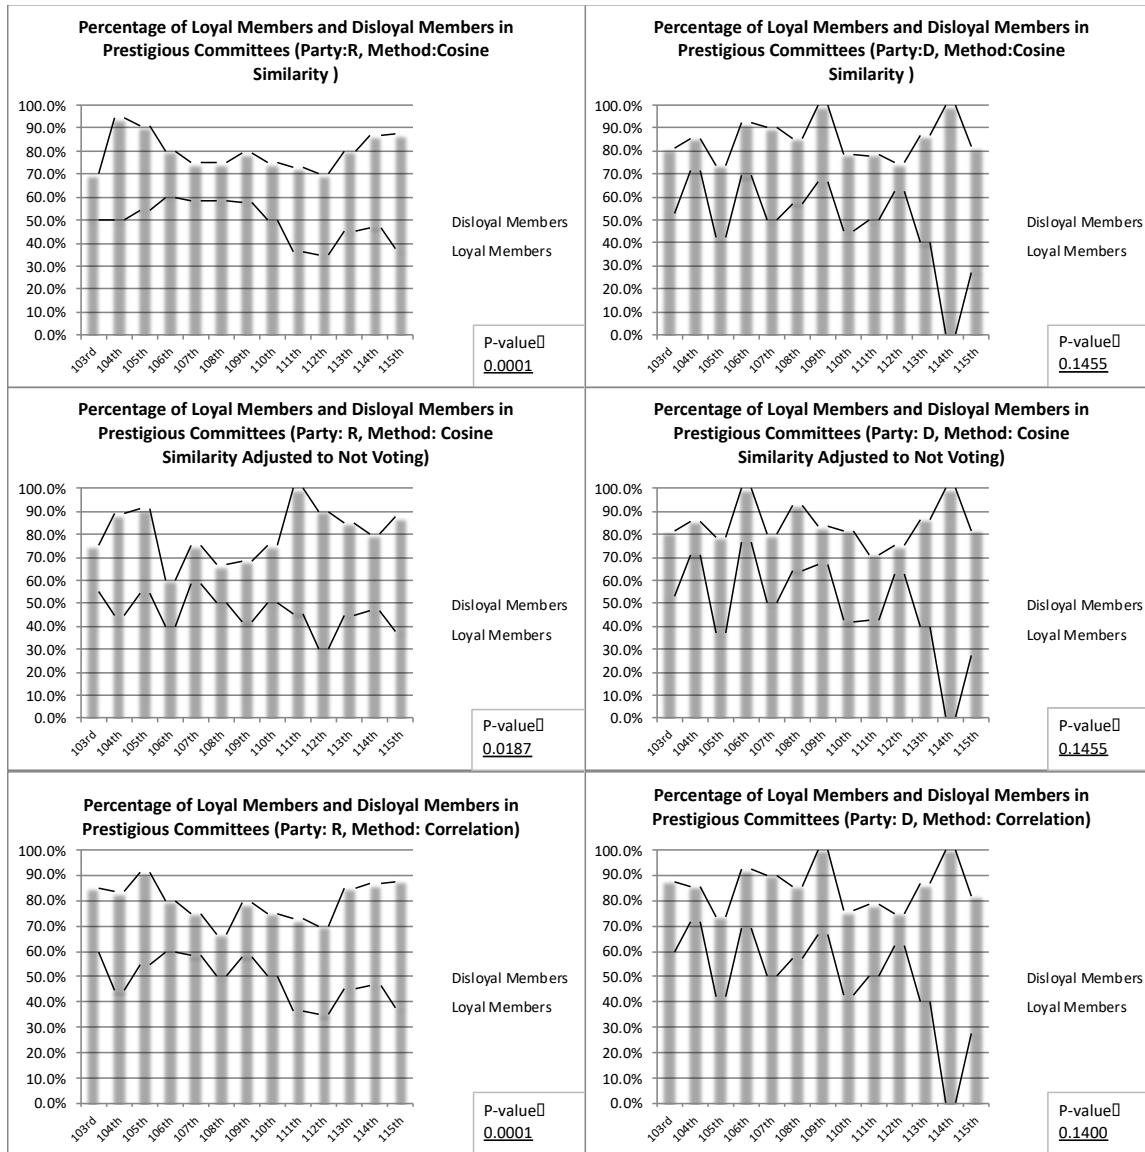 Percentage of Loyal Members and Disloyal Members in
Prestigious Committees (Party:R, Method:Cosine
Similarity )
100.0%
90.0%
80.0%
70.0%
60.0%
50.0%
40.0%
30.0%
20.0%
10.0%
0.0%
103rd 104th 105th 106th 107th 108th 109th 110th 111th 112th 113th 114th 115th
Disloyal Members
Loyal Members
P-value
0.0001
Percentage of Loyal Members and Disloyal Members in
Prestigious Committees (Party:D, Method:Cosine
Similarity )
100.0%
90.0%
80.0%
70.0%
60.0%
50.0%
40.0%
30.0%
20.0%
10.0%
0.0%
103rd 104th 105th 106th 107th 108th 109th 110th 111th 112th 113th 114th 115th
Disloyal Members
Loyal Members
P-value
0.1455
Percentage of Loyal Members and Disloyal Members in
Prestigious Committees (Party: R, Method: Cosine
Similarity Adjusted to Not Voting)
100.0%
90.0%
80.0%
70.0%
60.0%
50.0%
40.0%
30.0%
20.0%
10.0%
0.0%
103rd 104th 105th 106th 107th 108th 109th 110th 111th 112th 113th 114th 115th
Disloyal Members
Loyal Members
P-value
0.0187
Percentage of Loyal Members and Disloyal Members in
Prestigious Committees (Party: D, Method: Cosine
Similarity Adjusted to Not Voting)
100.0%
90.0%
80.0%
70.0%
60.0%
50.0%
40.0%
30.0%
20.0%
10.0%
0.0%
103rd 104th 105th 106th 107th 108th 109th 110th 111th 112th 113th 114th 115th
Disloyal Members
Loyal Members
P-value
0.1455
Percentage of Loyal Members and Disloyal Members in
Prestigious Committees (Party: R, Method: Correlation)
100.0%
90.0%
80.0%
70.0%
60.0%
50.0%
40.0%
30.0%
20.0%
10.0%
0.0%
103rd 104th 105th 106th 107th 108th 109th 110th 111th 112th 113th 114th 115th
Disloyal Members
Loyal Members
P-value
0.0001
Percentage of Loyal Members and Disloyal Members in
Prestigious Committees (Party: D, Method: Correlation)
100.0%
90.0%
80.0%
70.0%
60.0%
50.0%
40.0%
30.0%
20.0%
10.0%
0.0%
103rd 104th 105th 106th 107th 108th 109th 110th 111th 112th 113th 114th 115th
Disloyal Members
Loyal Members
P-value
0.1400